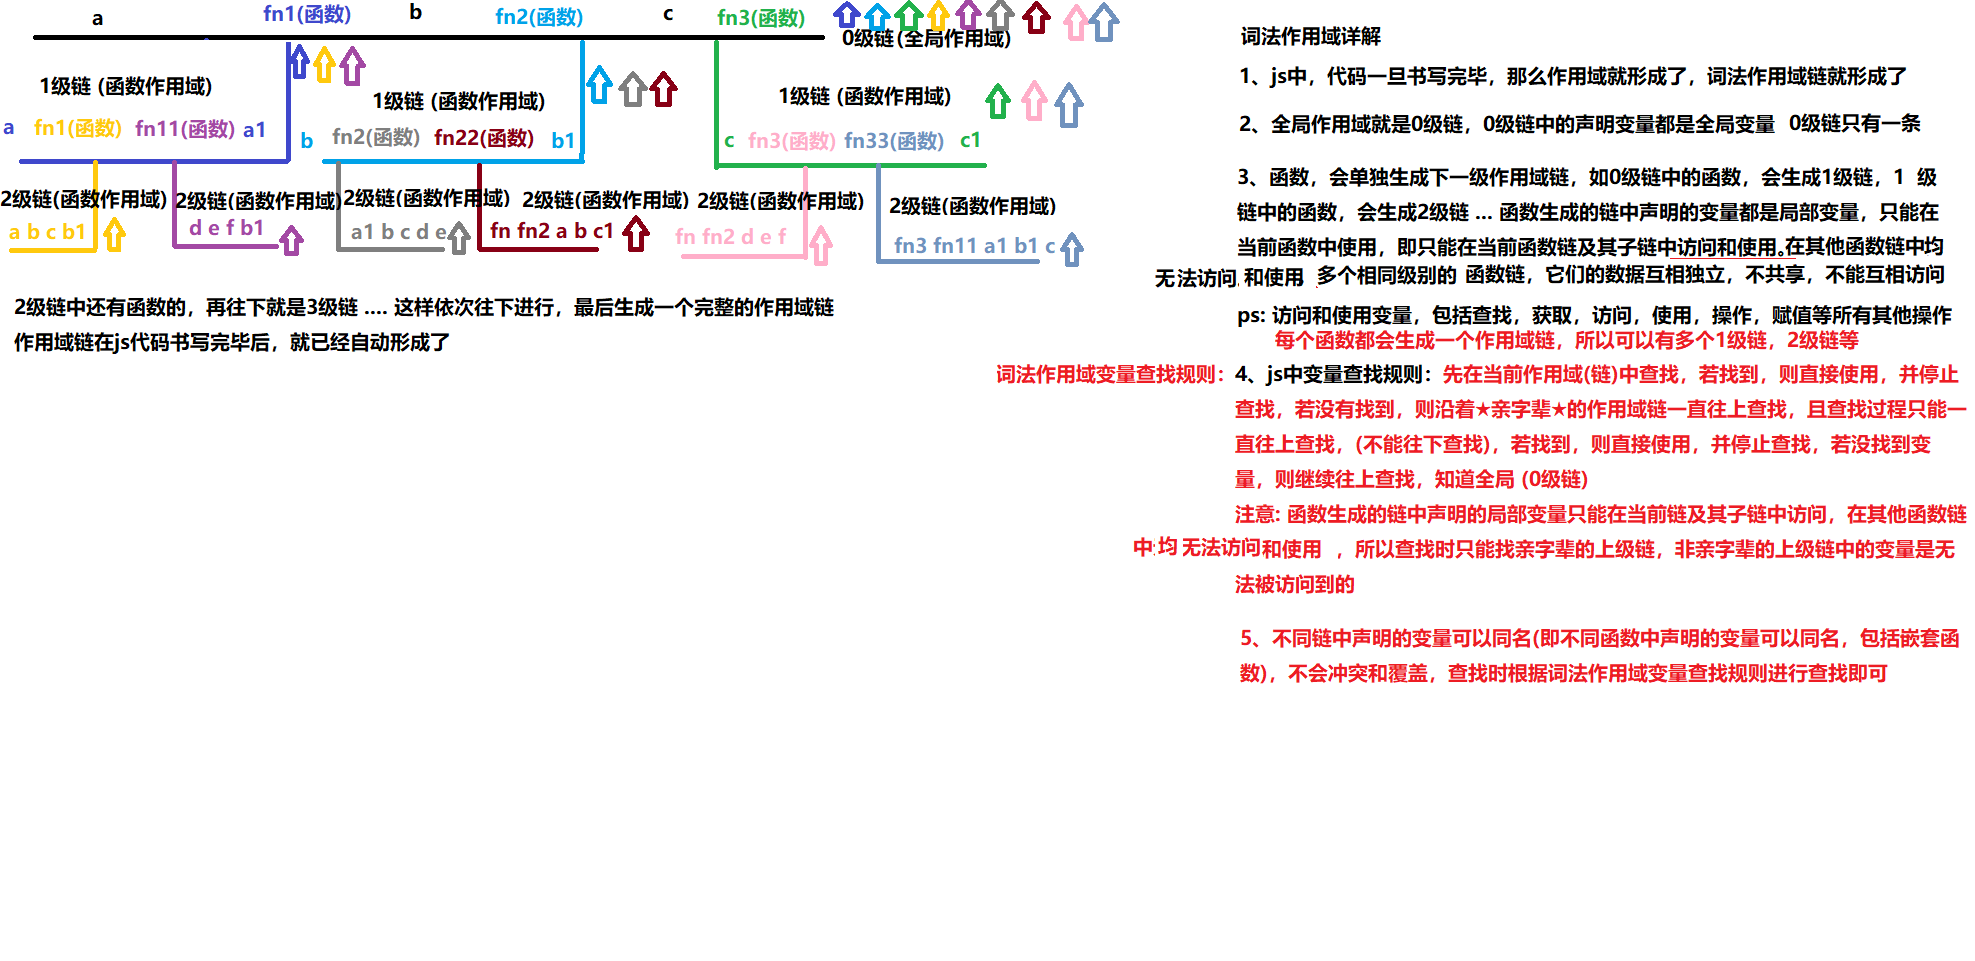 a fn1(函数) b fn2(函数) c fn3(函数)
0级链(全局作用域)
1级链 (函数作用域) 1级链 (函数作用域) 1级链 (函数作用域)
a fn1(函数) fn11(函数) a1 b fn2(函数) fn22(函数) b1 c fn3(函数) fn33(函数) c1
2级链(函数作用域) 2级链(函数作用域) 2级链(函数作用域) 2级链(函数作用域) 2级链(函数作用域) 2级链(函数作用域)
a b c b1 d e f b1 a1 b c d e fn fn2 a b c1 fn fn2 d e f fn3 fn11 a1 b1 c
2级链中还有函数的，再往下就是3级链 .... 这样依次往下进行，最后生成一个完整的作用域链
作用域链在js代码书写完毕后，就已经自动形成了
词法作用域详解
1、js中，代码一旦书写完毕，那么作用域就形成了，词法作用域链就形成了
2、全局作用域就是0级链，0级链中的声明变量都是全局变量 0级链只有一条
3、函数，会单独生成下一级作用域链，如0级链中的函数，会生成1级链，1 级
链中的函数，会生成2级链 ... 函数生成的链中声明的变量都是局部变量，只能在
当前函数中使用，即只能在当前函数链及其子链中访问和使用。在其他函数链中均
无法访问 和使用 多个相同级别的 函数链，它们的数据互相独立，不共享，不能互相访问
ps: 访问和使用变量，包括查找，获取，访问，使用，操作，赋值等所有其他操作
每个函数都会生成一个作用域链，所以可以有多个1级链，2级链等
词法作用域变量查找规则： 4、js中变量查找规则：先在当前作用域(链)中查找，若找到，则直接使用，并停止
查找，若没有找到，则沿着★亲字辈★的作用域链一直往上查找，且查找过程只能一
直往上查找，(不能往下查找)，若找到，则直接使用，并停止查找，若没找到变
量，则继续往上查找，知道全局 (0级链)
注意: 函数生成的链中声明的局部变量只能在当前链及其子链中访问，在其他函数链
中 均 无法访问和使用 ，所以查找时只能找亲字辈的上级链，非亲字辈的上级链中的变量是无
法被访问到的
5、不同链中声明的变量可以同名(即不同函数中声明的变量可以同名，包括嵌套函
数)，不会冲突和覆盖，查找时根据词法作用域变量查找规则进行查找即可